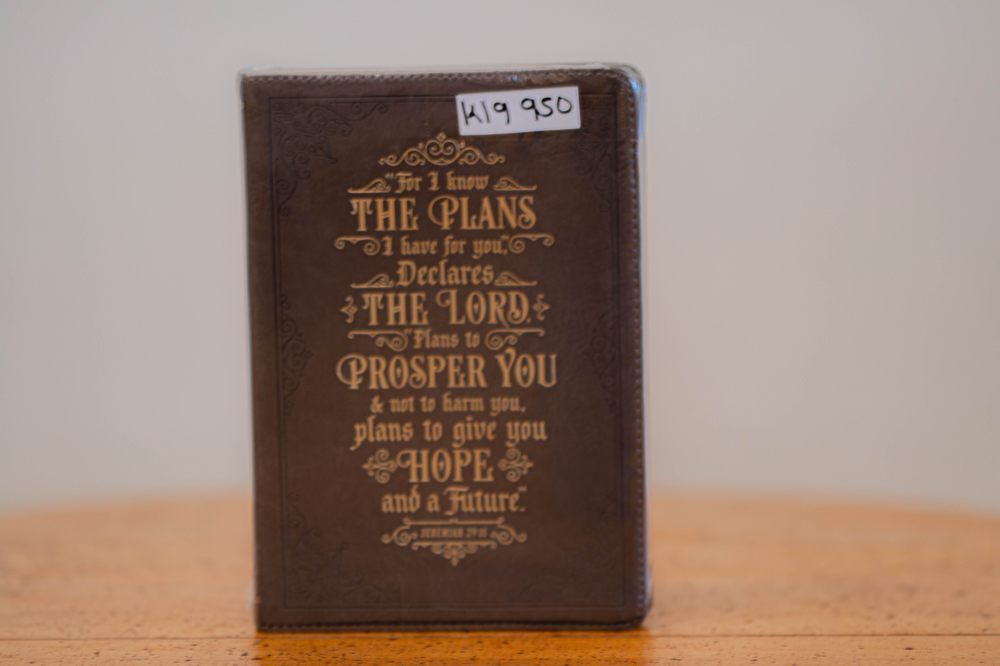 K19 950
"For I know
THE PLANS
I have for you,"
Declares
THE LORD,
"Plans to
PROSPER YOU
& not to harm you,
plans to give you
HOPE
and a Future."
JEREMIAH 29:11